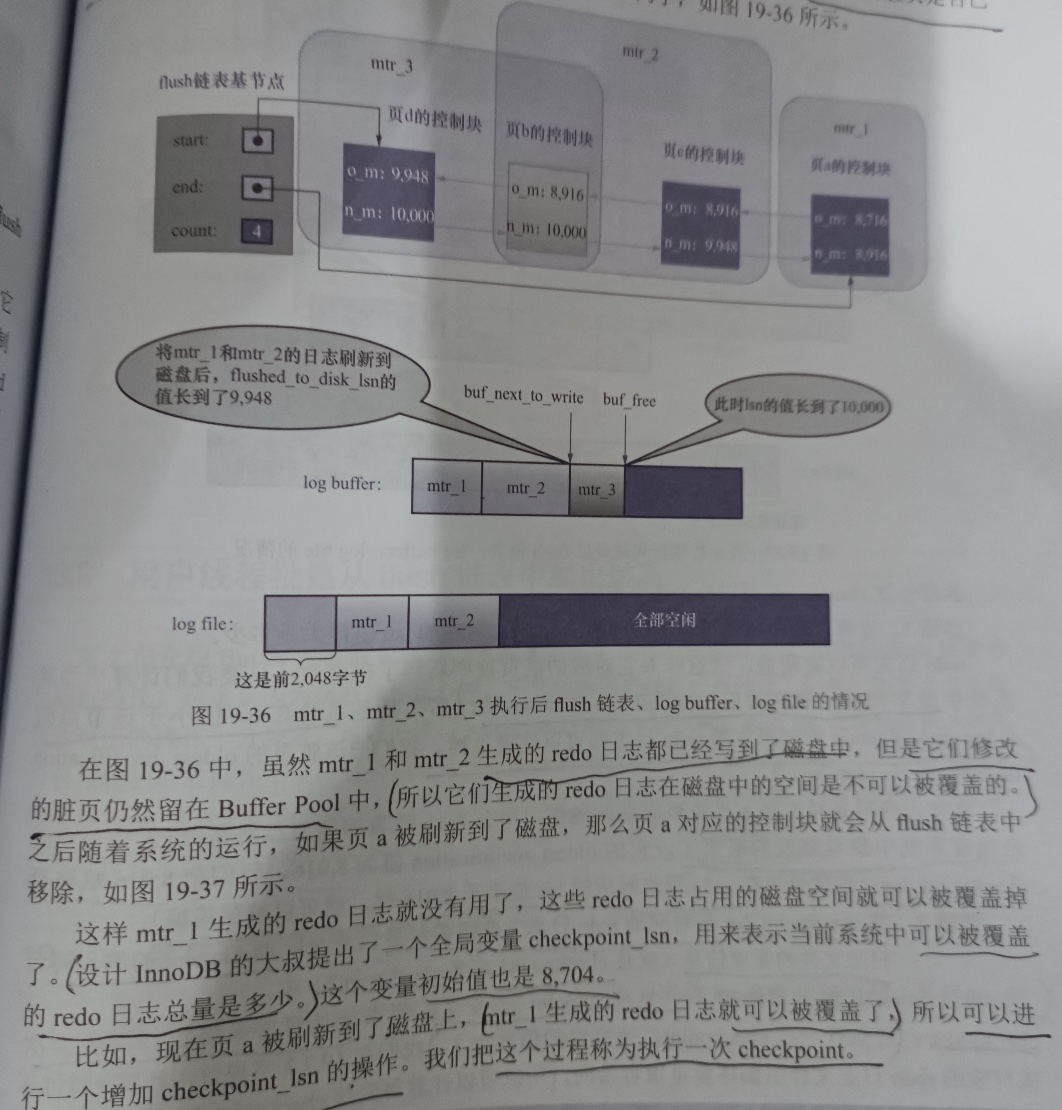 如图 19-36 所示。
mtr_3
mtr_2
mtr_1
flush链表基节点
页d的控制块
页b的控制块
页c的控制块
页a的控制块
start:
end:
count: 4
o_m: 9,948
n_m: 10,000
o_m: 8,916
n_m: 10,000
o_m: 8,916
n_m: 9,948
o_m: 8,716
n_m: 8,916
将mtr_1和mtr_2的日志刷新到
磁盘后，flushed_to_disk_lsn的
值长到了9,948
buf_next_to_write
buf_free
此时lsn的值长到了10,000
log buffer:
mtr_1
mtr_2
mtr_3
log file:
mtr_1
mtr_2
全部空闲
这是前2,048字节
图 19-36 mtr_1、mtr_2、mtr_3 执行后 flush 链表、log buffer、log file 的情况
在图 19-36 中，虽然 mtr_1 和 mtr_2 生成的 redo 日志都已经写到了磁盘中，但是它们修改
的脏页仍然留在 Buffer Pool 中，所以它们生成的 redo 日志在磁盘中的空间是不可以被覆盖的。
之后随着系统的运行，如果页 a 被刷新到了磁盘，那么页 a 对应的控制块就会从 flush 链表中
移除，如图 19-37 所示。
这样 mtr_1 生成的 redo 日志就没有用了，这些 redo 日志占用的磁盘空间就可以被覆盖掉
了。设计 InnoDB 的大叔提出了一个全局变量 checkpoint_lsn，用来表示当前系统中可以被覆盖
的 redo 日志总量是多少。这个变量初始值也是 8,704。
比如，现在页 a 被刷新到了磁盘上，mtr_1 生成的 redo 日志就可以被覆盖了，所以可以进
行一个增加 checkpoint_lsn 的操作。我们把这个过程称为执行一次 checkpoint。